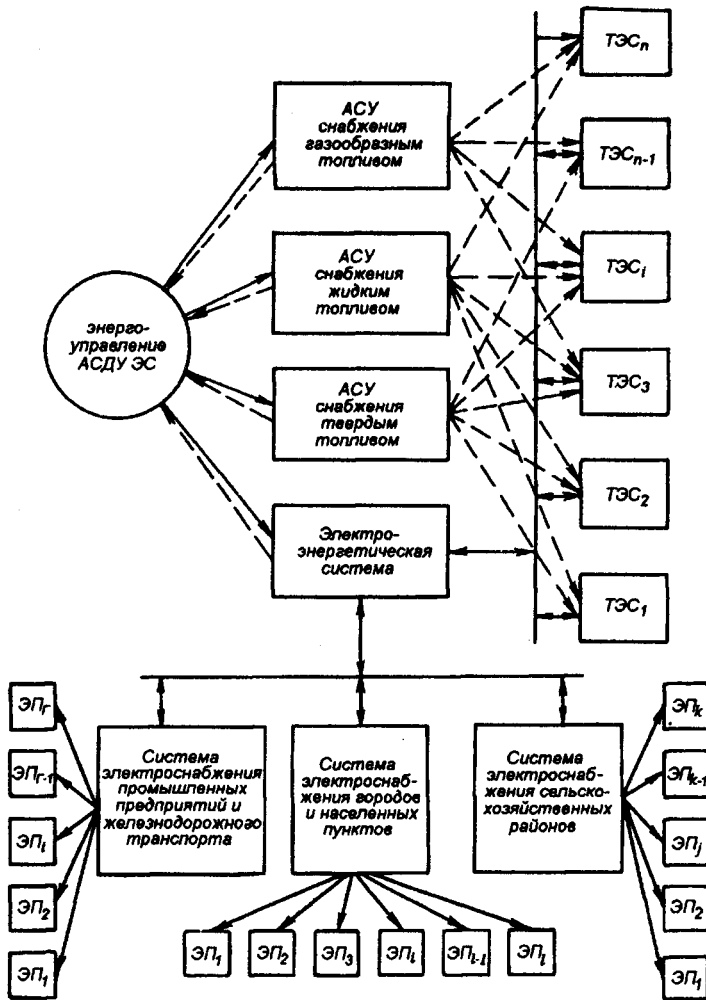 АСУ
снабжения
газообразным
топливом
АСУ
снабжения
жидким
топливом
АСУ
снабжения
твердым
топливом
Электро-
энергетическая
система
энерго-
управление
АСДУ ЭС
ТЭСn
ТЭСn-1
ТЭСi
ТЭС3
ТЭС2
ТЭС1
ЭПг
ЭПг-1
ЭПi
ЭП2
ЭП1
Система
электроснабжения
промышленных
предприятий и
железнодорожного
транспорта
Система
электроснаб-
жения городов
и населенных
пунктов
Система
электроснаб-
жения сельско-
хозяйственных
районов
ЭПk
ЭПk-1
ЭПj
ЭП2
ЭП1
ЭП1
ЭП2
ЭП3
ЭПi
ЭПl-1
ЭПl